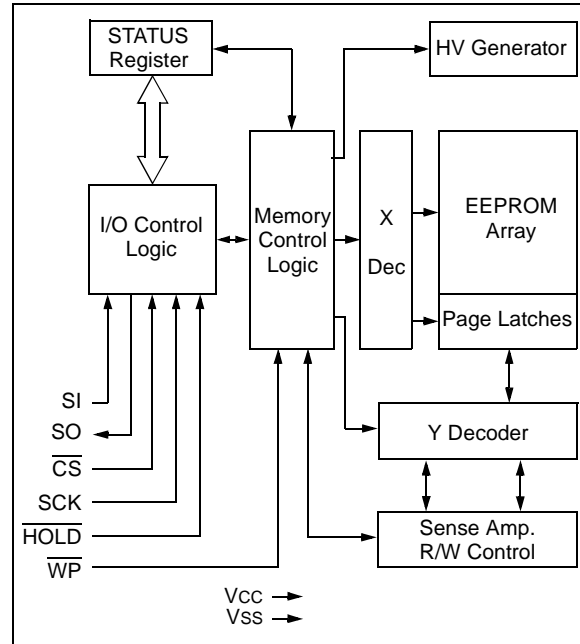 STATUS
Register
HV Generator
I/O Control
Logic
Memory
Control
Logic
X
Dec
EEPROM
Array
Page Latches
SI
SO
CS
SCK
HOLD
WP
Y Decoder
Sense Amp.
R/W Control
VCC
VSS